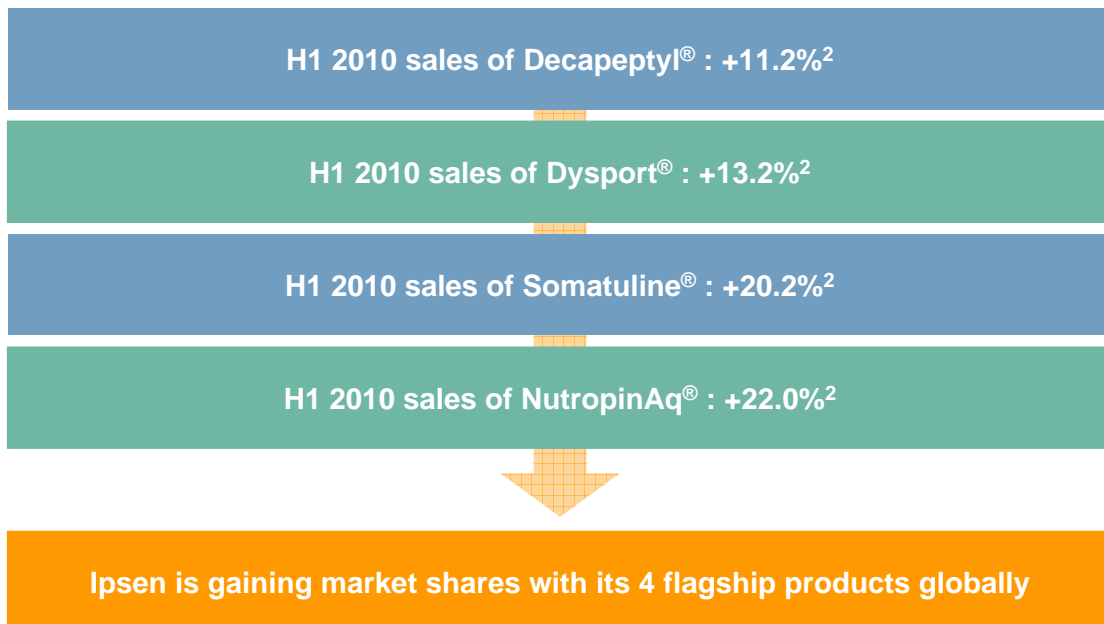 H1 2010 sales of Decapeptyl® : +11.2%²
H1 2010 sales of Dysport® : +13.2%²
H1 2010 sales of Somatuline® : +20.2%²
H1 2010 sales of NutropinAq® : +22.0%²
Ipsen is gaining market shares with its 4 flagship products globally